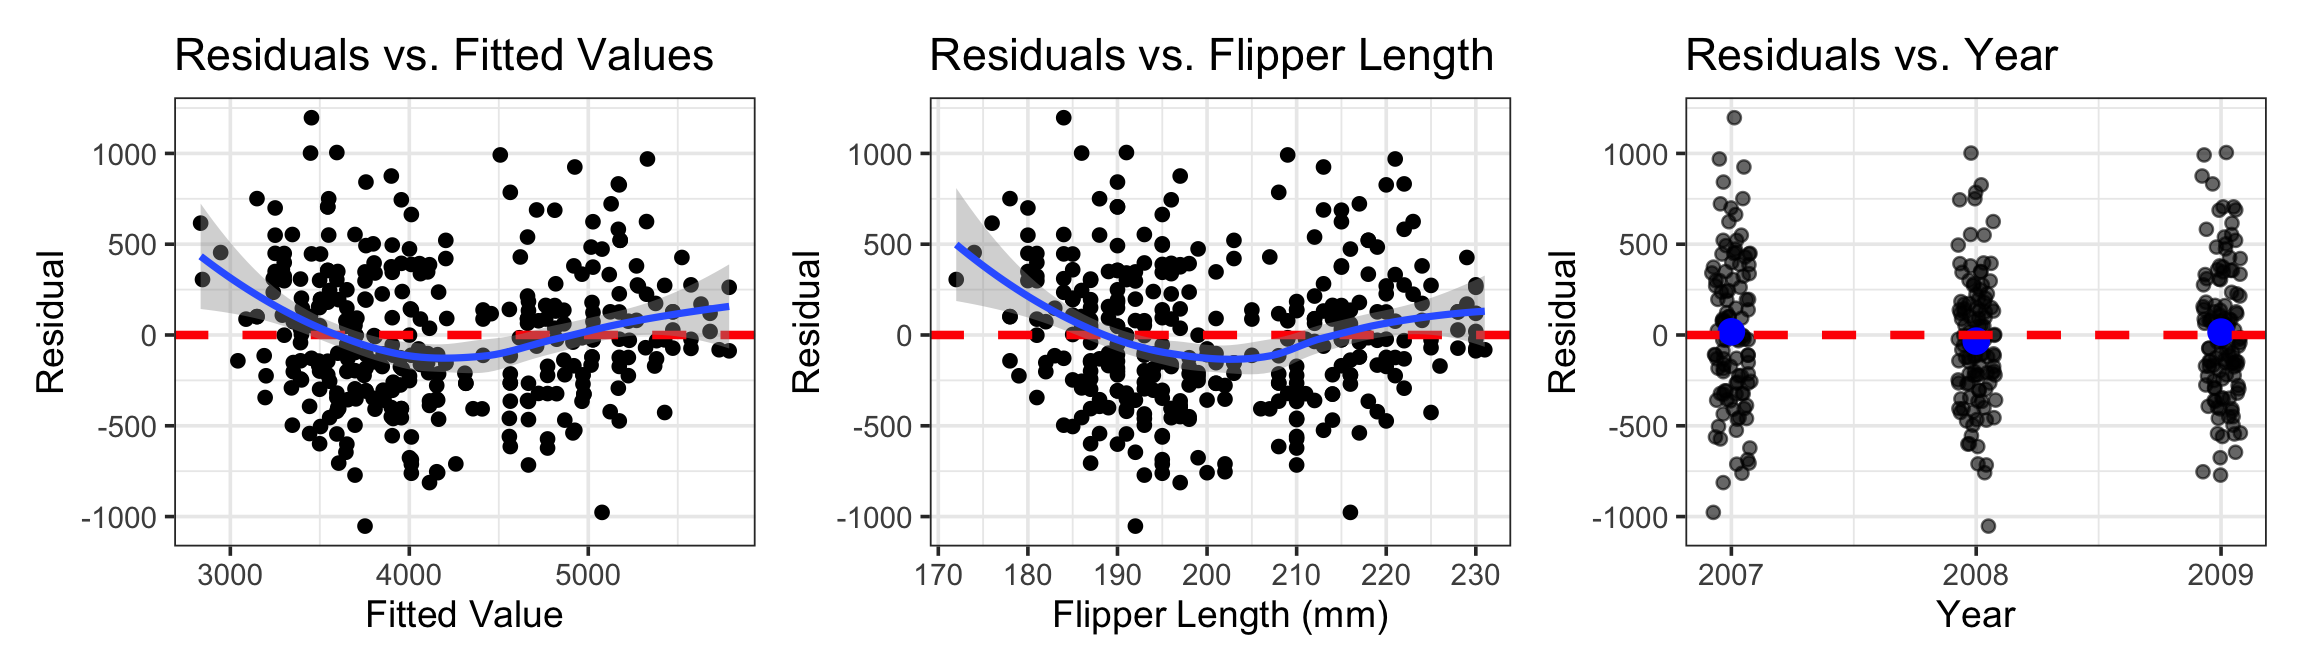 Residuals vs. Fitted Values
Residual
1000
500
0
-500
-1000
3000 4000 5000
Fitted Value
Residuals vs. Flipper Length
Residual
1000
500
0
-500
-1000
170 180 190 200 210 220 230
Flipper Length (mm)
Residuals vs. Year
Residual
1000
500
0
-500
-1000
2007 2008 2009
Year